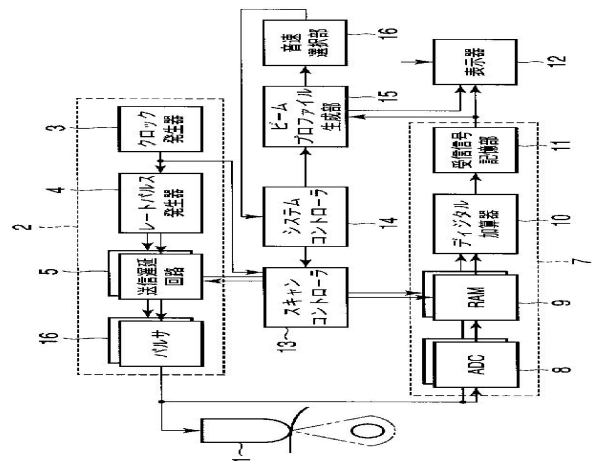 1
2
16
パルサ
5
送信遅延
回路
4
レートパルス
発生器
3
クロック
発生器
13
スキャン
コントローラ
14
システム
コントローラ
15
ビーム
プロファイル
生成部
16
音速
選択部
7
8
ADC
9
RAM
10
ディジタル
加算器
11
受信信号
記憶部
12
表示器